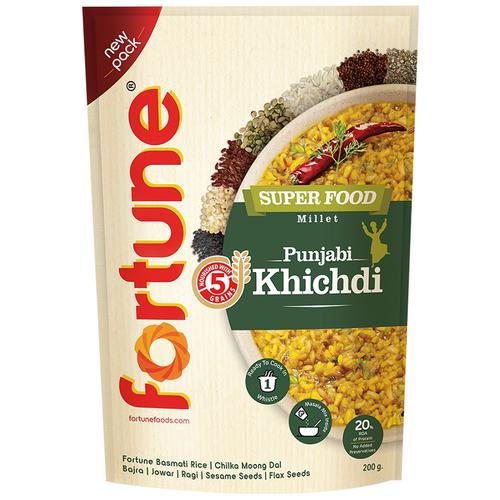 new
pack
fortune®
fortunefoods.com
SUPER FOOD
Millet
Punjabi
Khichdi
NOURISHED WITH
5
GRAINS
Ready To Cook in
1
Whistle
Masala Mix Inside
20%
RDA
of Protein
No Added
Preservatives
Fortune Basmati Rice | Chilka Moong Dal
Bajra | Jowar | Ragi | Sesame Seeds | Flax Seeds
200 g.